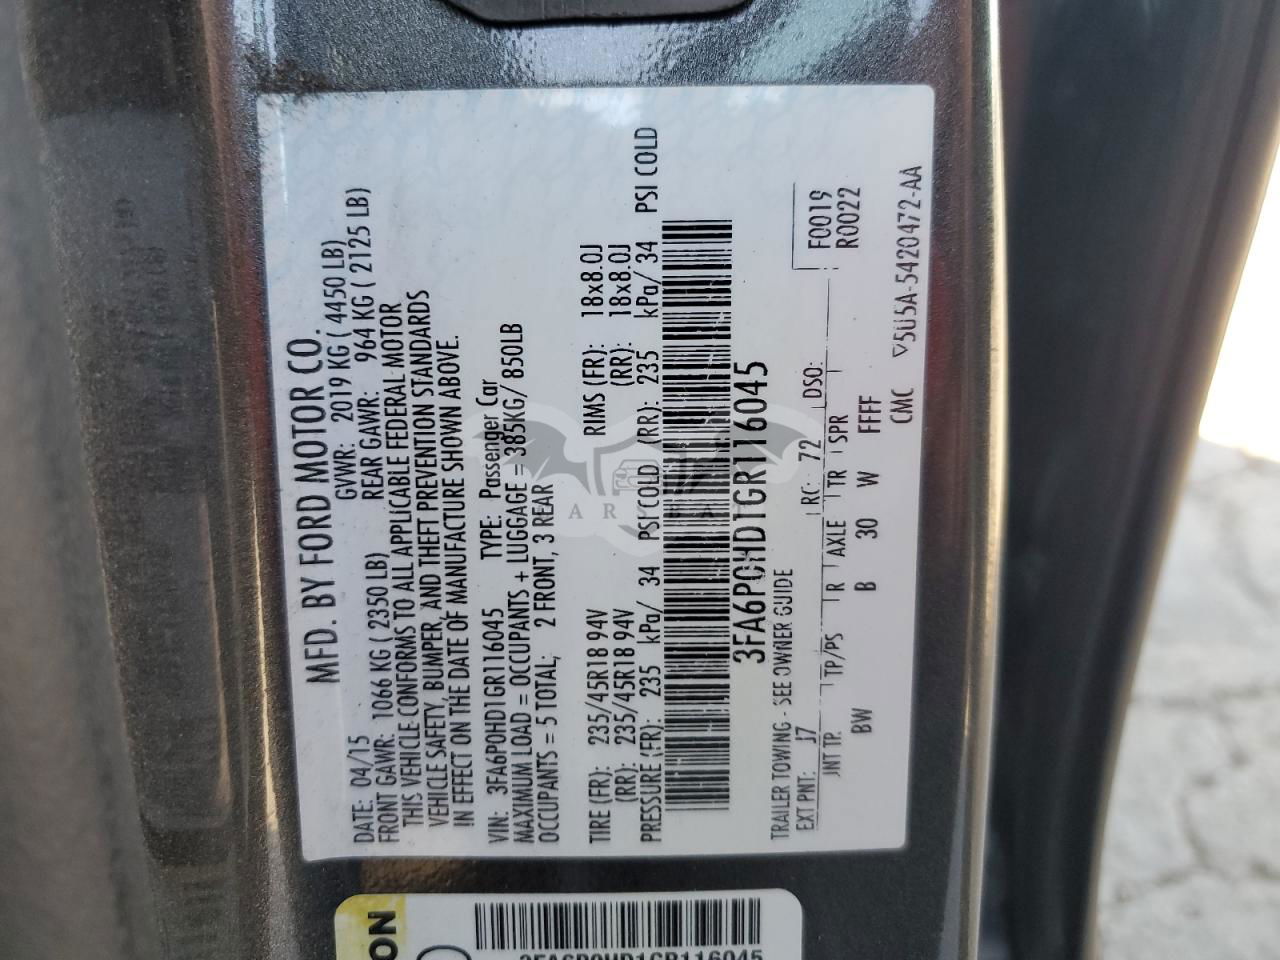 MFD. BY FORD MOTOR CO.
DATE: 04/15 GVWR: 2019 KG ( 4450 LB)
FRONT GAWR: 1066 KG ( 2350 LB) REAR GAWR: 964 KG ( 2125 LB)
THIS VEHICLE CONFORMS TO ALL APPLICABLE FEDERAL MOTOR
VEHICLE SAFETY, BUMPER, AND THEFT PREVENTION STANDARDS
IN EFFECT ON THE DATE OF MANUFACTURE SHOWN ABOVE.
VIN: 3FA6P0HD1GR116045 TYPE: Passenger Car
MAXIMUM LOAD = OCCUPANTS + LUGGAGE = 385KG/ 850LB
OCCUPANTS = 5 TOTAL; 2 FRONT, 3 REAR
TIRE (FR): 235/45R18 94V RIMS (FR): 18x8.0J
(RR): 235/45R18 94V (RR): 18x8.0J
PRESSURE (FR): 235 kPa/ 34 PSI COLD (RR): 235 kPa/ 34 PSI COLD
3FA6P0HD1GR116045
TRAILER TOWING - SEE OWNER GUIDE
EXT PNT: J7 RC: 72 DSO: F0019
INT TP. TP/PS R AXLE TR SPR R0022
BW B 30 W FFFF
CMC 5U5A-5420472-AA
ON
3FA6P0HD1GR116045